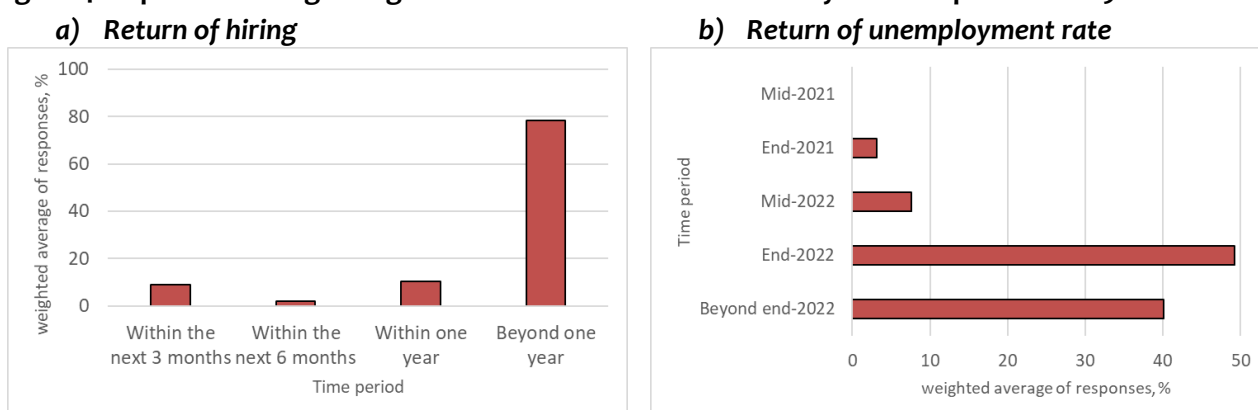 a) Return of hiring
100
80
60
40
20
0
weighted average of responses, %
Within the next 3 months
Within the next 6 months
Within one year
Beyond one year
Time period
b) Return of unemployment rate
Time period
Mid-2021
End-2021
Mid-2022
End-2022
Beyond end-2022
0 10 20 30 40 50
weighted average of responses, %